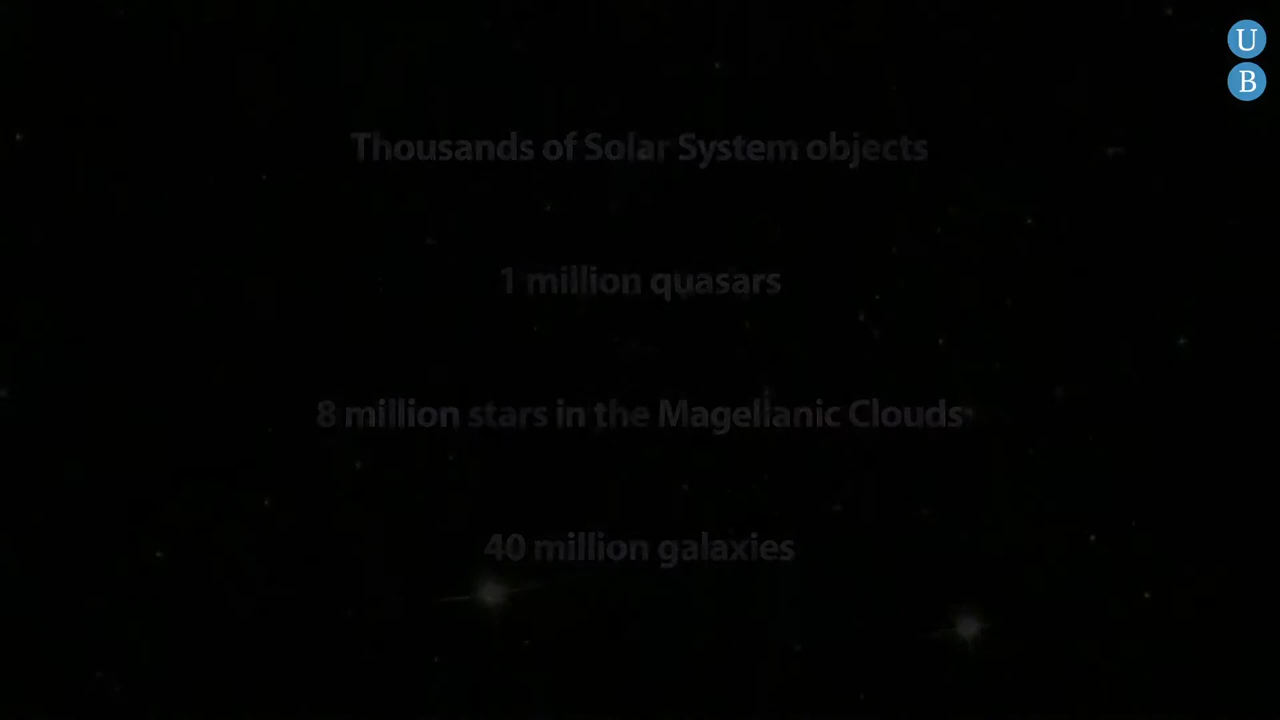 U
B
Thousands of Solar System objects
1 million quasars
8 million stars in the Magellanic Clouds
40 million galaxies